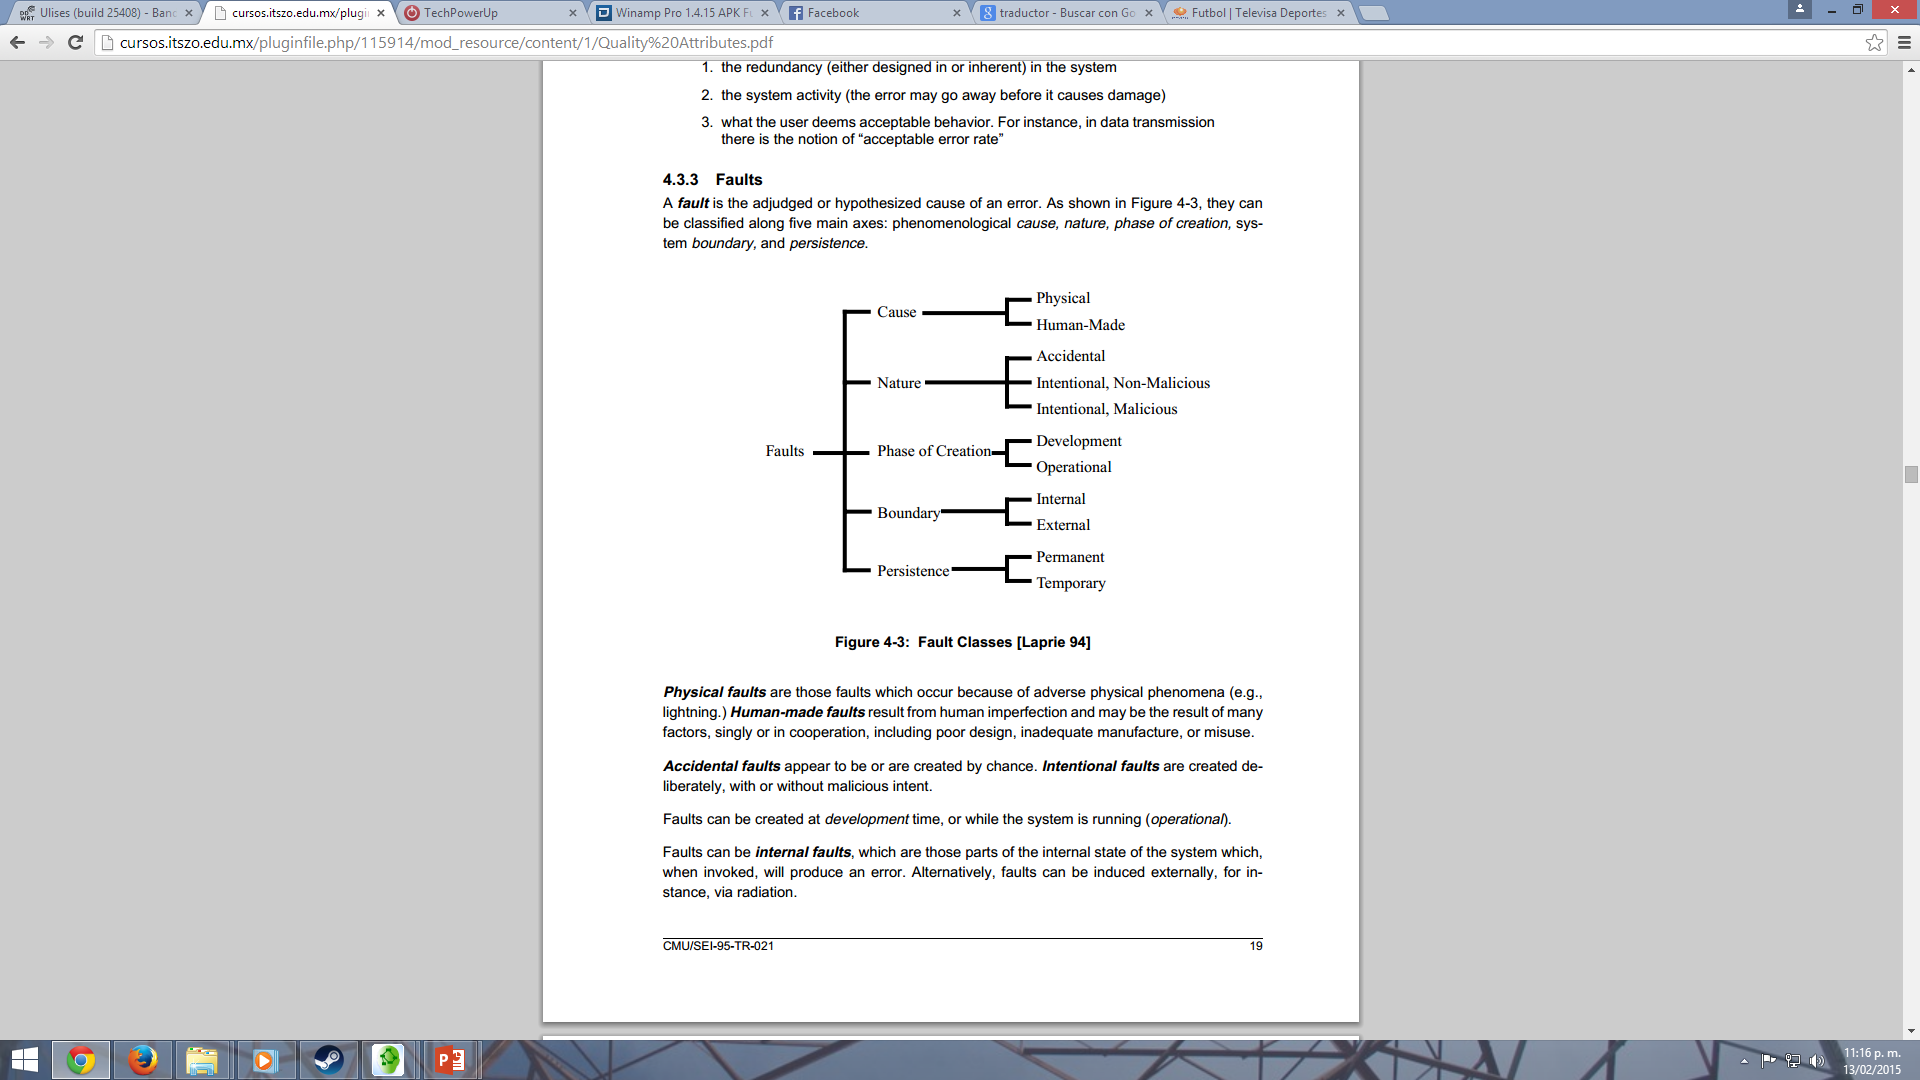 Ulises (build 25408) - Banc
cursos.itszo.edu.mx/plugi
TechPowerUp
Winamp Pro 1.4.15 APK Fu
Facebook
traductor - Buscar con Go
Futbol | Televisa Deportes
cursos.itszo.edu.mx/pluginfile.php/115914/mod_resource/content/1/Quality%20Attributes.pdf
1. the redundancy (either designed in or inherent) in the system
2. the system activity (the error may go away before it causes damage)
3. what the user deems acceptable behavior. For instance, in data transmission
there is the notion of “acceptable error rate”
4.3.3 Faults
A fault is the adjudged or hypothesized cause of an error. As shown in Figure 4-3, they can
be classified along five main axes: phenomenological cause, nature, phase of creation, sys-
tem boundary, and persistence.
Faults
Cause
Physical
Human-Made
Nature
Accidental
Intentional, Non-Malicious
Intentional, Malicious
Phase of Creation
Development
Operational
Boundary
Internal
External
Persistence
Permanent
Temporary
Figure 4-3: Fault Classes [Laprie 94]
Physical faults are those faults which occur because of adverse physical phenomena (e.g.,
lightning.) Human-made faults result from human imperfection and may be the result of many
factors, singly or in cooperation, including poor design, inadequate manufacture, or misuse.
Accidental faults appear to be or are created by chance. Intentional faults are created de-
liberately, with or without malicious intent.
Faults can be created at development time, or while the system is running (operational).
Faults can be internal faults, which are those parts of the internal state of the system which,
when invoked, will produce an error. Alternatively, faults can be induced externally, for in-
stance, via radiation.
CMU/SEI-95-TR-021 19
11:16 p. m.
13/02/2015